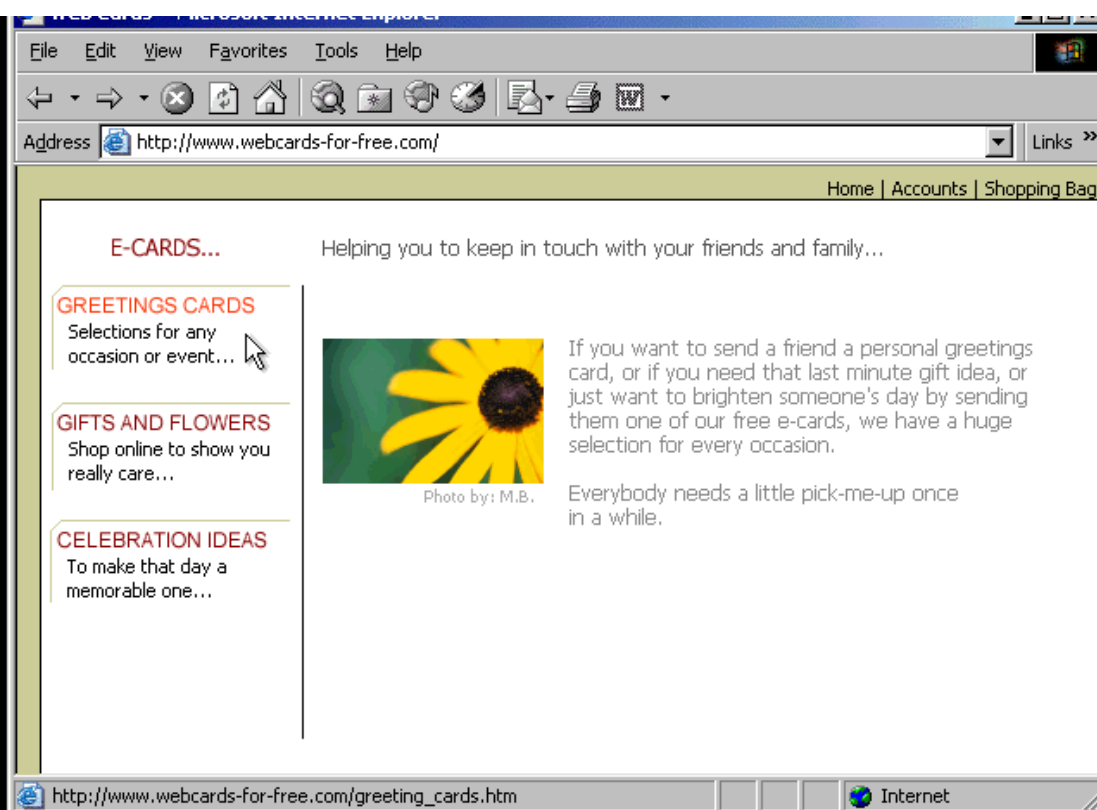 Web Cards - Microsoft Internet Explorer
File Edit View Favorites Tools Help
Address http://www.webcards-for-free.com/ Links »
Home | Accounts | Shopping Bag
E-CARDS...
Helping you to keep in touch with your friends and family...
GREETINGS CARDS
Selections for any
occasion or event...
GIFTS AND FLOWERS
Shop online to show you
really care...
CELEBRATION IDEAS
To make that day a
memorable one...
Photo by: M.B.
If you want to send a friend a personal greetings
card, or if you need that last minute gift idea, or
just want to brighten someone's day by sending
them one of our free e-cards, we have a huge
selection for every occasion.
Everybody needs a little pick-me-up once
in a while.
http://www.webcards-for-free.com/greeting_cards.htm
Internet